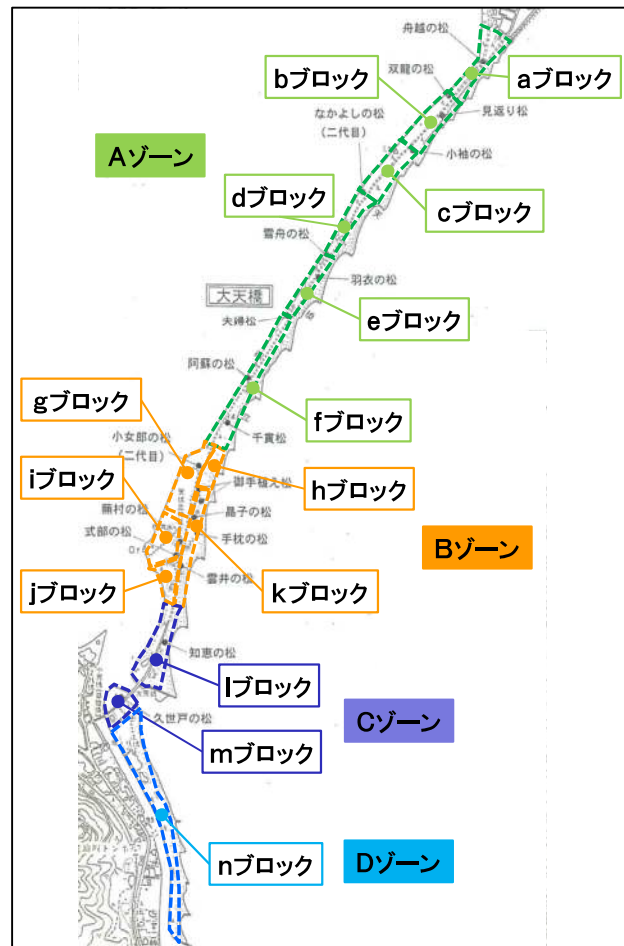 舟越の松
双龍の松
bブロック
aブロック
なかよしの松
(二代目)
見返り松
小袖の松
Aゾーン
cブロック
dブロック
雪舟の松
羽衣の松
大天橋
夫婦松
eブロック
阿蘇の松
gブロック
fブロック
千貫松
小女郎の松
(二代目)
hブロック
御手植え松
iブロック
晶子の松
蕪村の松
手枕の松
式部の松
Bゾーン
雲井の松
jブロック
kブロック
知恵の松
lブロック
久世戸の松
Cゾーン
mブロック
nブロック
Dゾーン